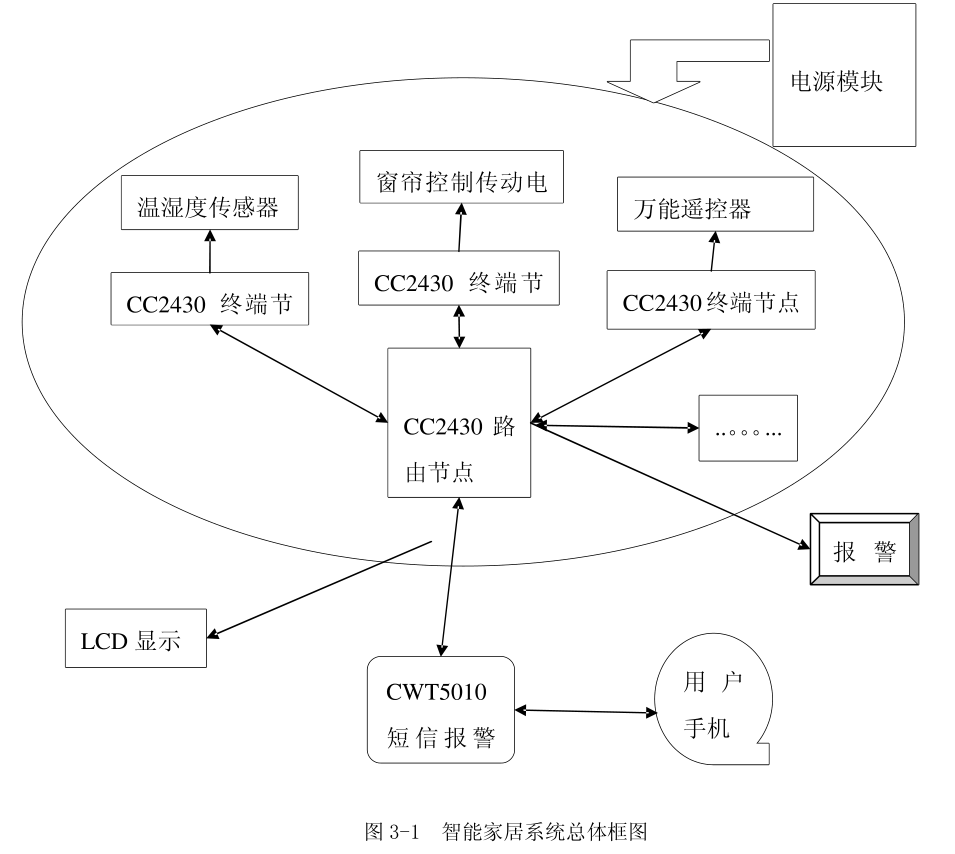 电源模块
窗帘控制传动电
温湿度传感器
万能遥控器
CC2430 终端节
CC2430 终端节
CC2430终端节点
CC2430 路
由节点
..。。。...
报 警
LCD 显示
CWT5010
短信报警
用 户
手机
图 3-1 智能家居系统总体框图